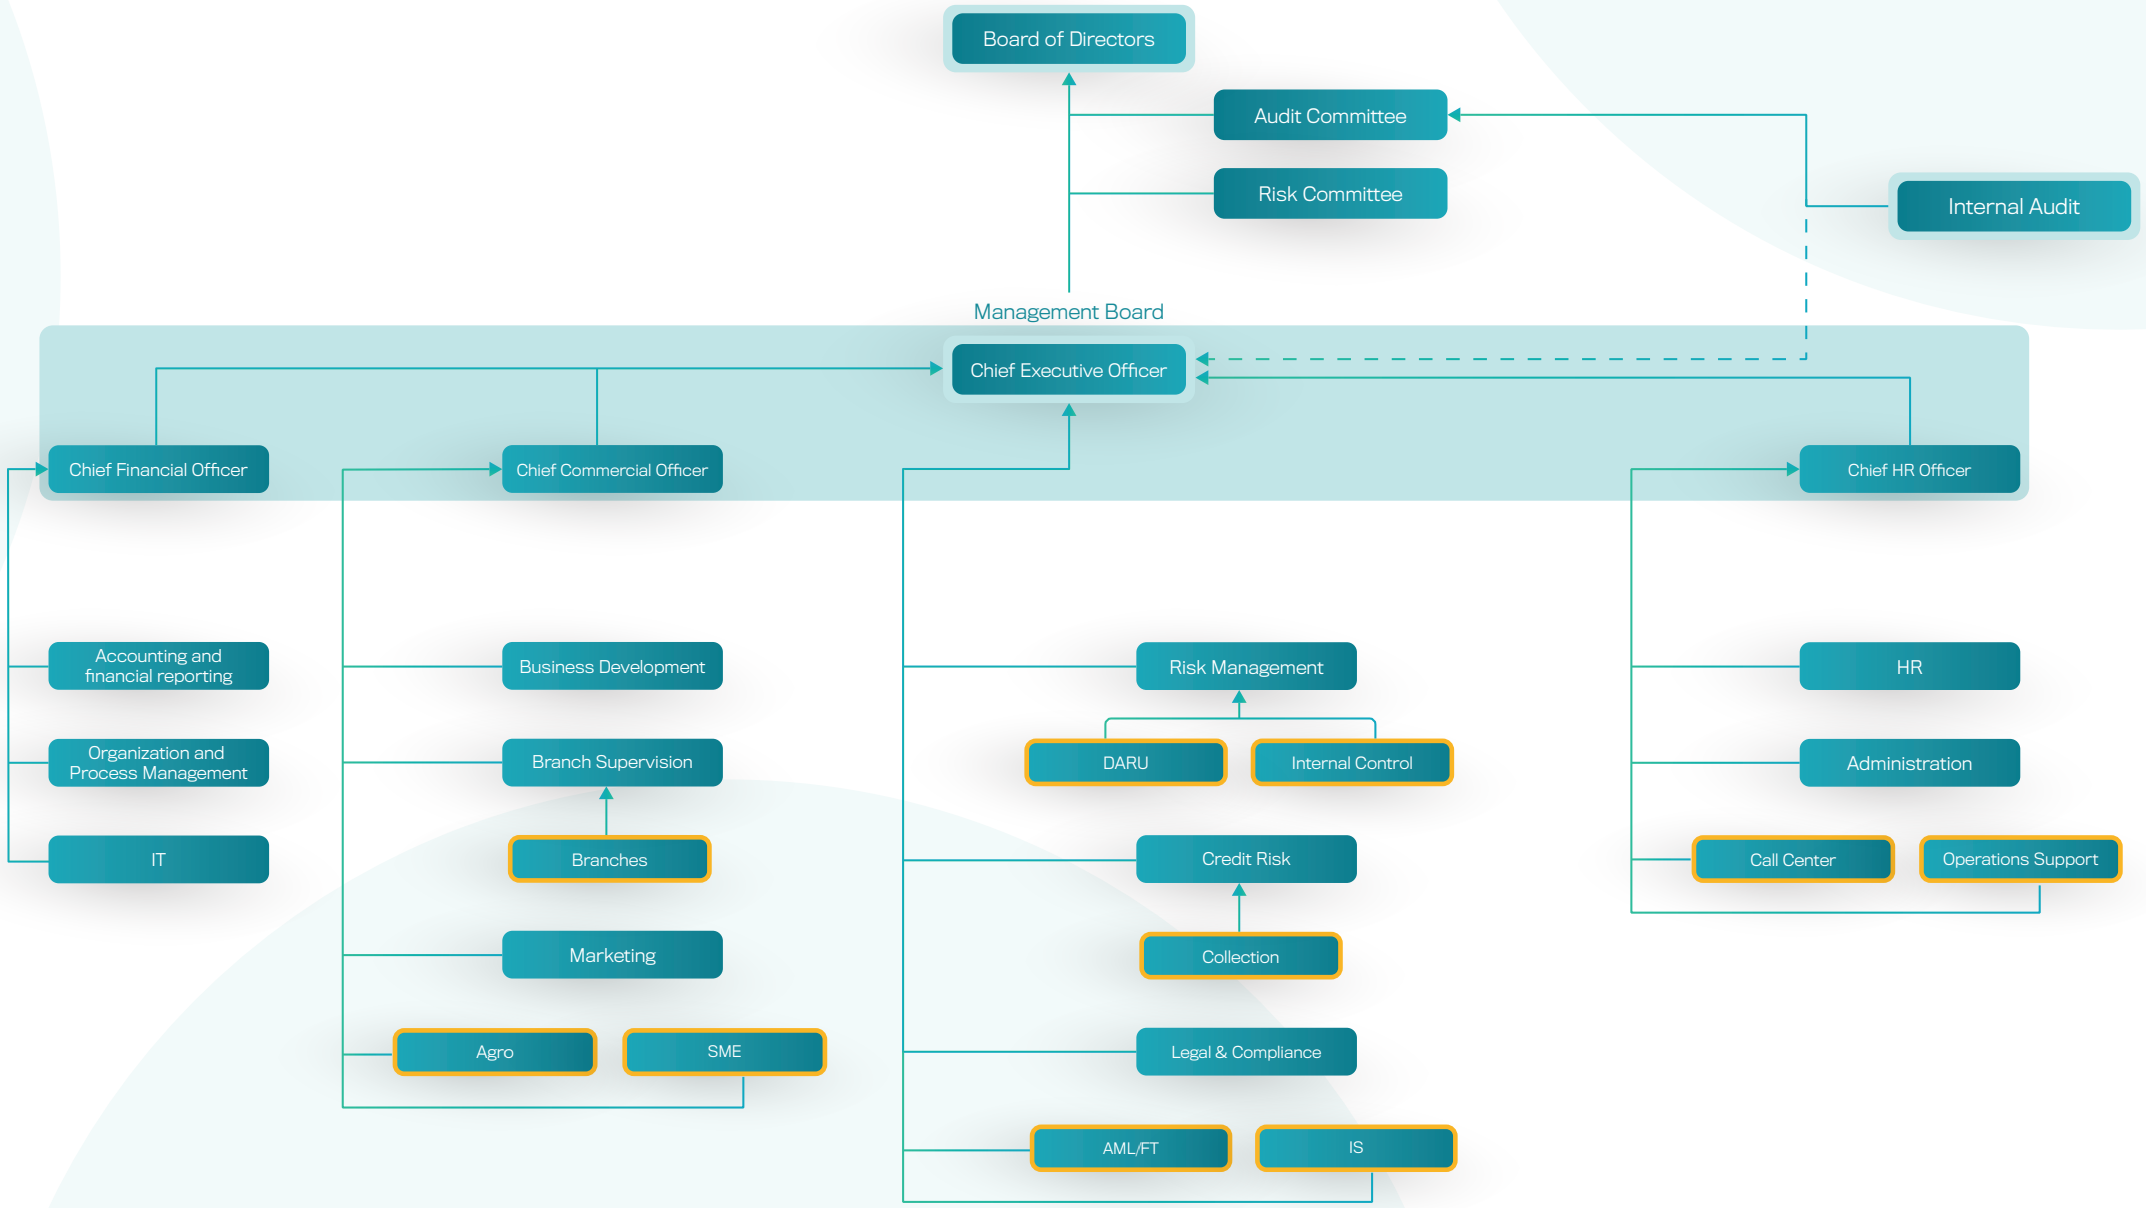 Board of Directors
Audit Committee
Risk Committee
Internal Audit
Management Board
Chief Executive Officer
Chief Financial Officer
Chief Commercial Officer
Chief HR Officer
Accounting and
financial reporting
Business Development
Risk Management
HR
Organization and
Process Management
Branch Supervision
DARU
Internal Control
Administration
IT
Branches
Credit Risk
Call Center
Operations Support
Marketing
Collection
Agro
SME
Legal & Compliance
AML/FT
IS